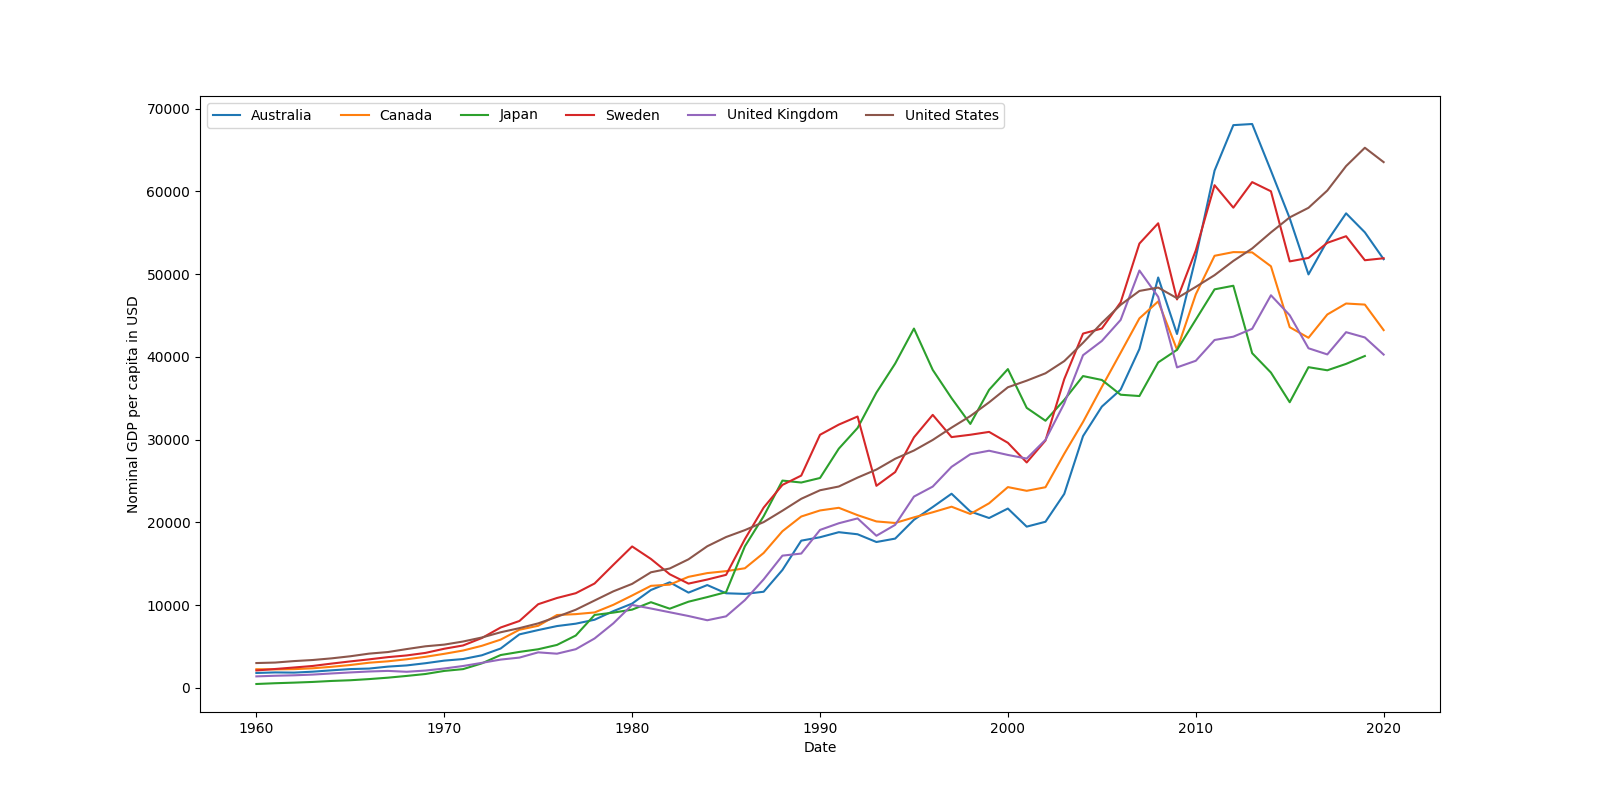 Australia Canada Japan Sweden United Kingdom United States
70000
60000
50000
40000
30000
20000
10000
0
Nominal GDP per capita in USD
1960 1970 1980 1990 2000 2010 2020
Date